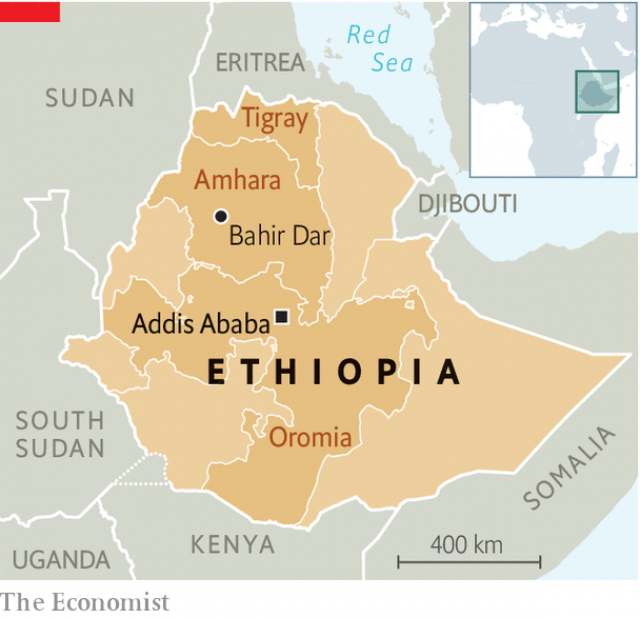 Red
Sea
ERITREA
SUDAN
Tigray
Amhara
DJIBOUTI
Bahir Dar
Addis Ababa
ETHIOPIA
SOUTH
SUDAN
Oromia
SOMALIA
KENYA
400 km
UGANDA
The Economist